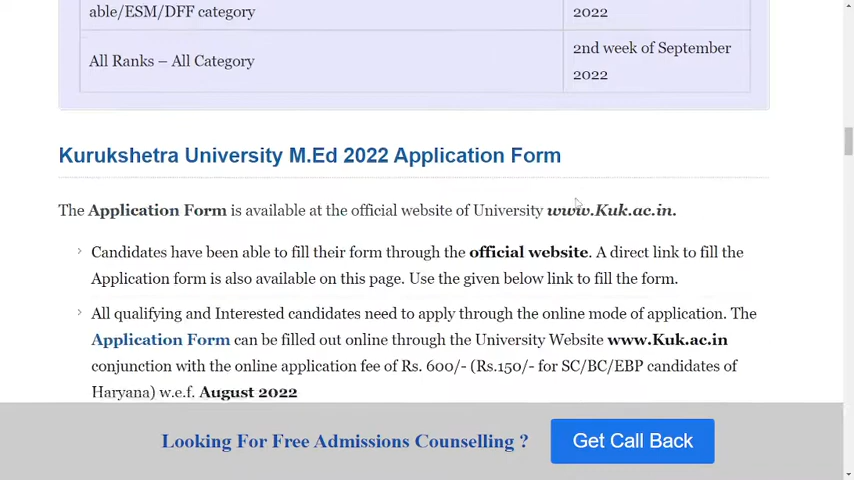 able/ESM/DFF category
2022
All Ranks – All Category
2nd week of September
2022
Kurukshetra University M.Ed 2022 Application Form
The Application Form is available at the official website of University www.Kuk.ac.in.
Candidates have been able to fill their form through the official website. A direct link to fill the
Application form is also available on this page. Use the given below link to fill the form.
All qualifying and Interested candidates need to apply through the online mode of application. The
Application Form can be filled out online through the University Website www.Kuk.ac.in
conjunction with the online application fee of Rs. 600/- (Rs.150/- for SC/BC/EBP candidates of
Haryana) w.e.f. August 2022
Looking For Free Admissions Counselling ?
Get Call Back